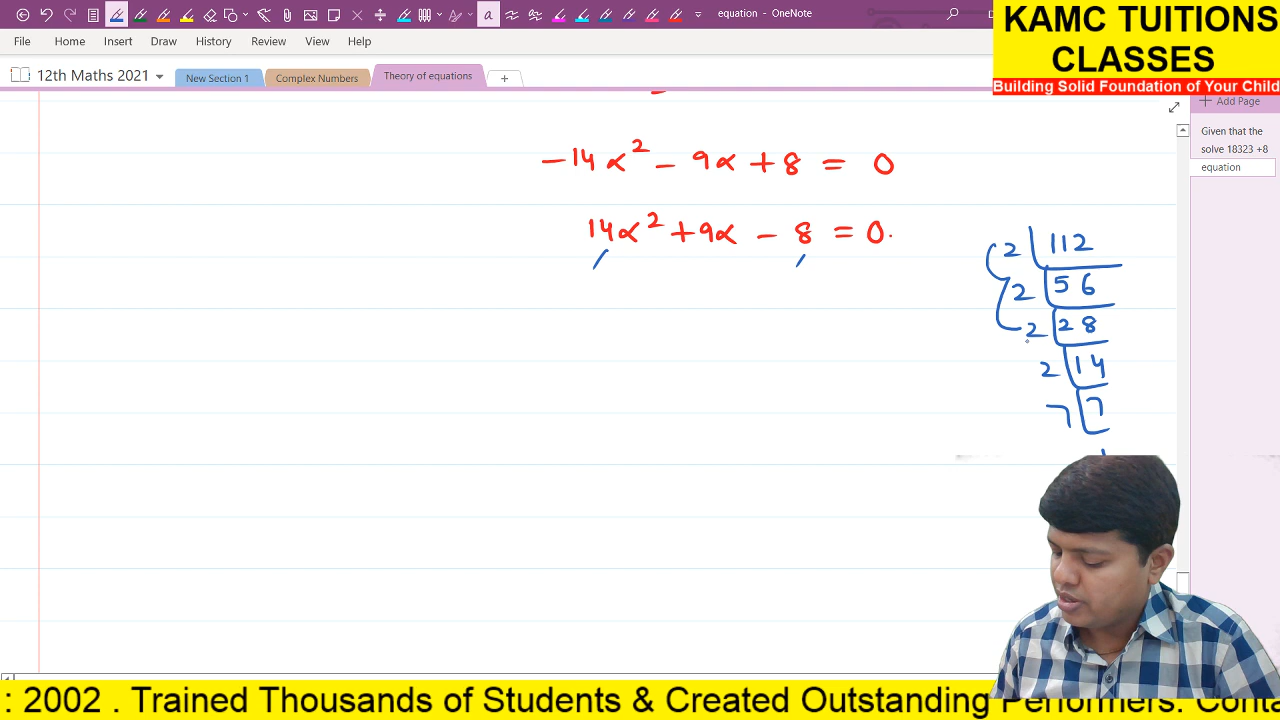 equation - OneNote
File Home Insert Draw History Review View Help
12th Maths 2021 New Section 1 Complex Numbers Theory of equations +
KAMC TUITIONS
CLASSES
Building Solid Foundation of Your Child
Add Page
Given that the
solve 18323 +8
equation
-14α² - 9α + 8 = 0
14α² + 9α - 8 = 0.
2 | 112
2 | 56
2 | 28
2 | 14
7 | 7
: 2002 . Trained Thousands of Students & Created Outstanding Performers. Conta